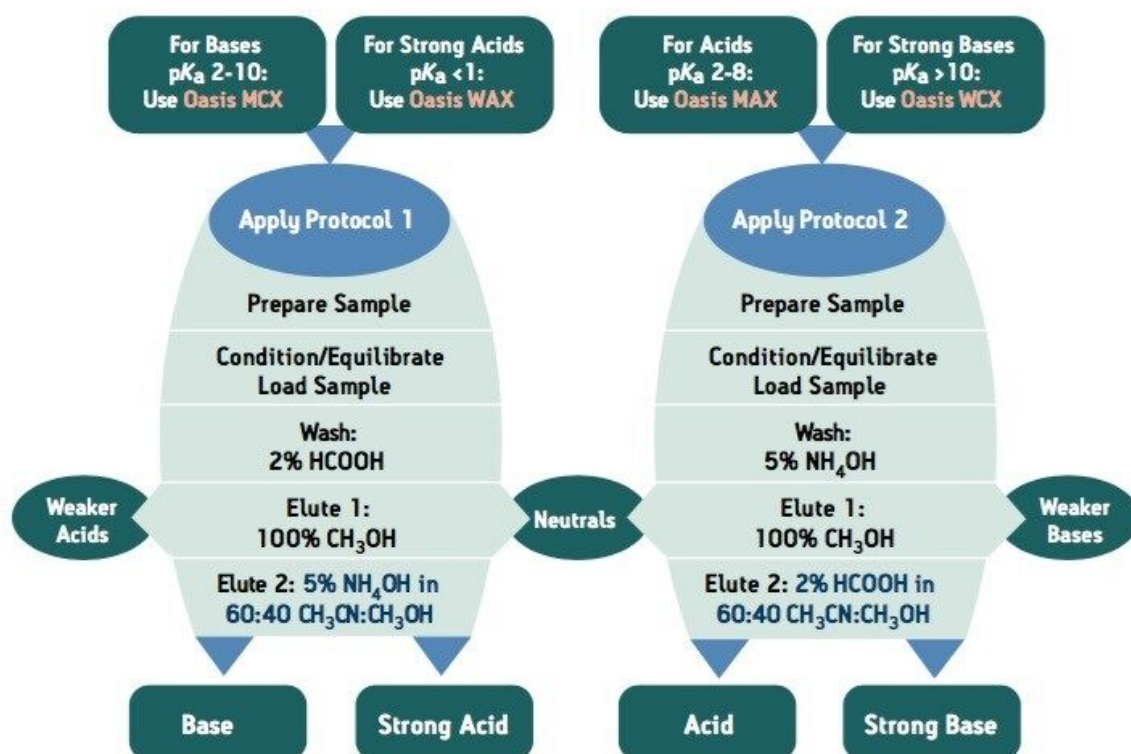 For Bases
pKa 2-10:
Use Oasis MCX
For Strong Acids
pKa <1:
Use Oasis WAX
For Acids
pKa 2-8:
Use Oasis MAX
For Strong Bases
pKa >10:
Use Oasis WCX
Apply Protocol 1
Prepare Sample
Condition/Equilibrate
Load Sample
Wash:
2% HCOOH
Weaker
Acids
Elute 1:
100% CH₃OH
Neutrals
Elute 2: 5% NH₄OH in
60:40 CH₃CN:CH₃OH
Base
Strong Acid
Apply Protocol 2
Prepare Sample
Condition/Equilibrate
Load Sample
Wash:
5% NH₄OH
Elute 1:
100% CH₃OH
Weaker
Bases
Elute 2: 2% HCOOH in
60:40 CH₃CN:CH₃OH
Acid
Strong Base